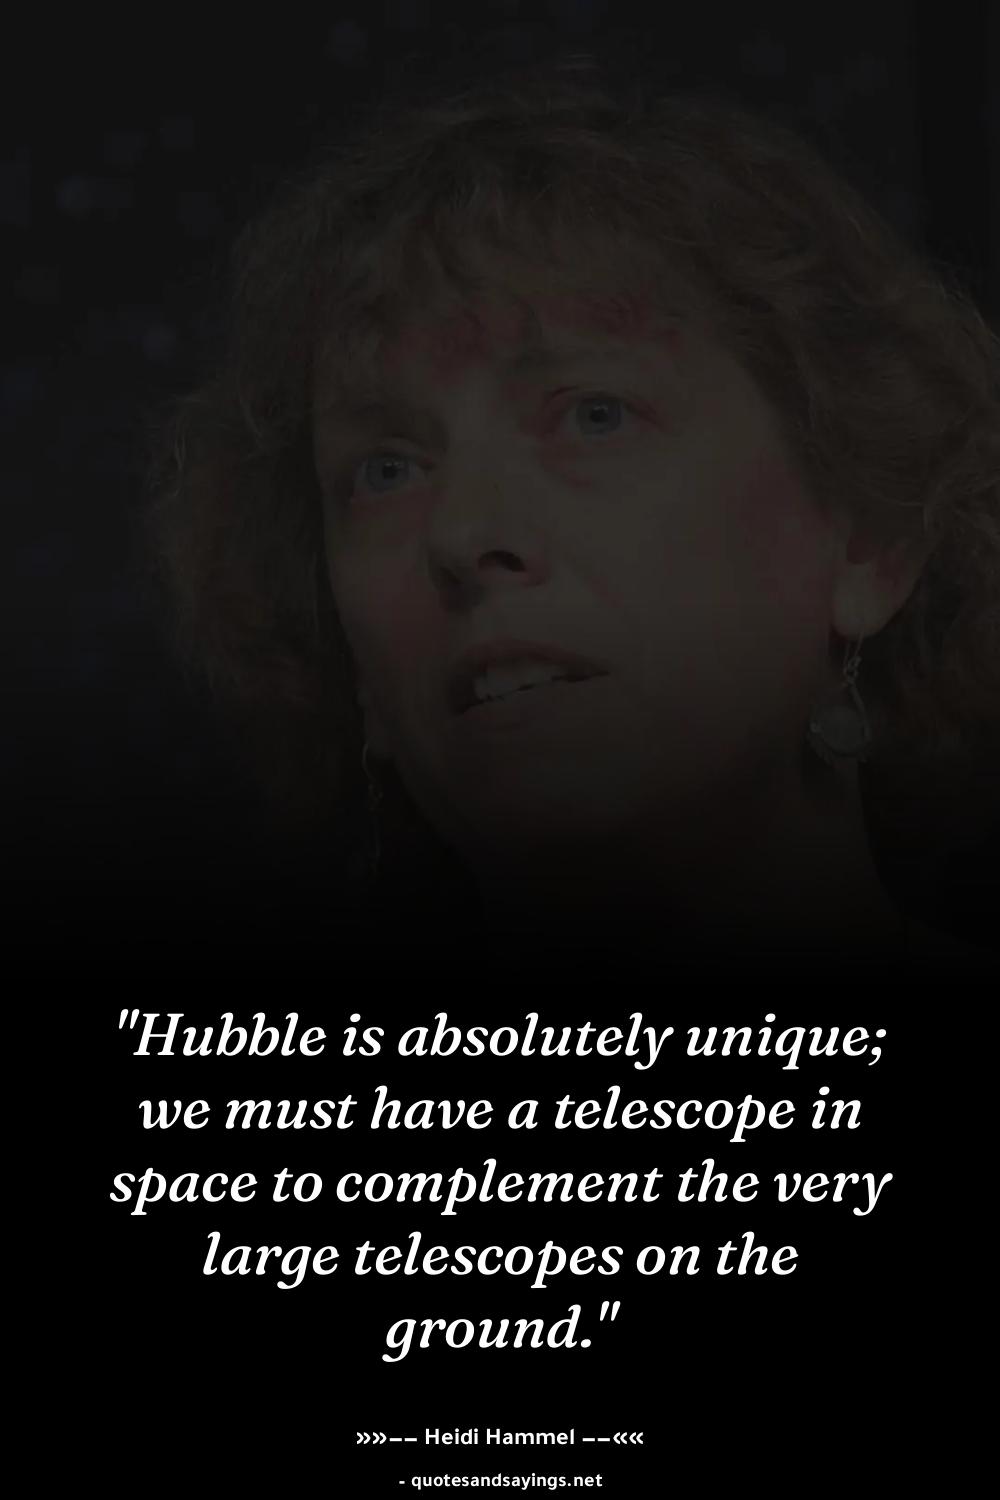 "Hubble is absolutely unique;
we must have a telescope in
space to complement the very
large telescopes on the
ground."
»»–– Heidi Hammel ––««
- quotesandsayings.net